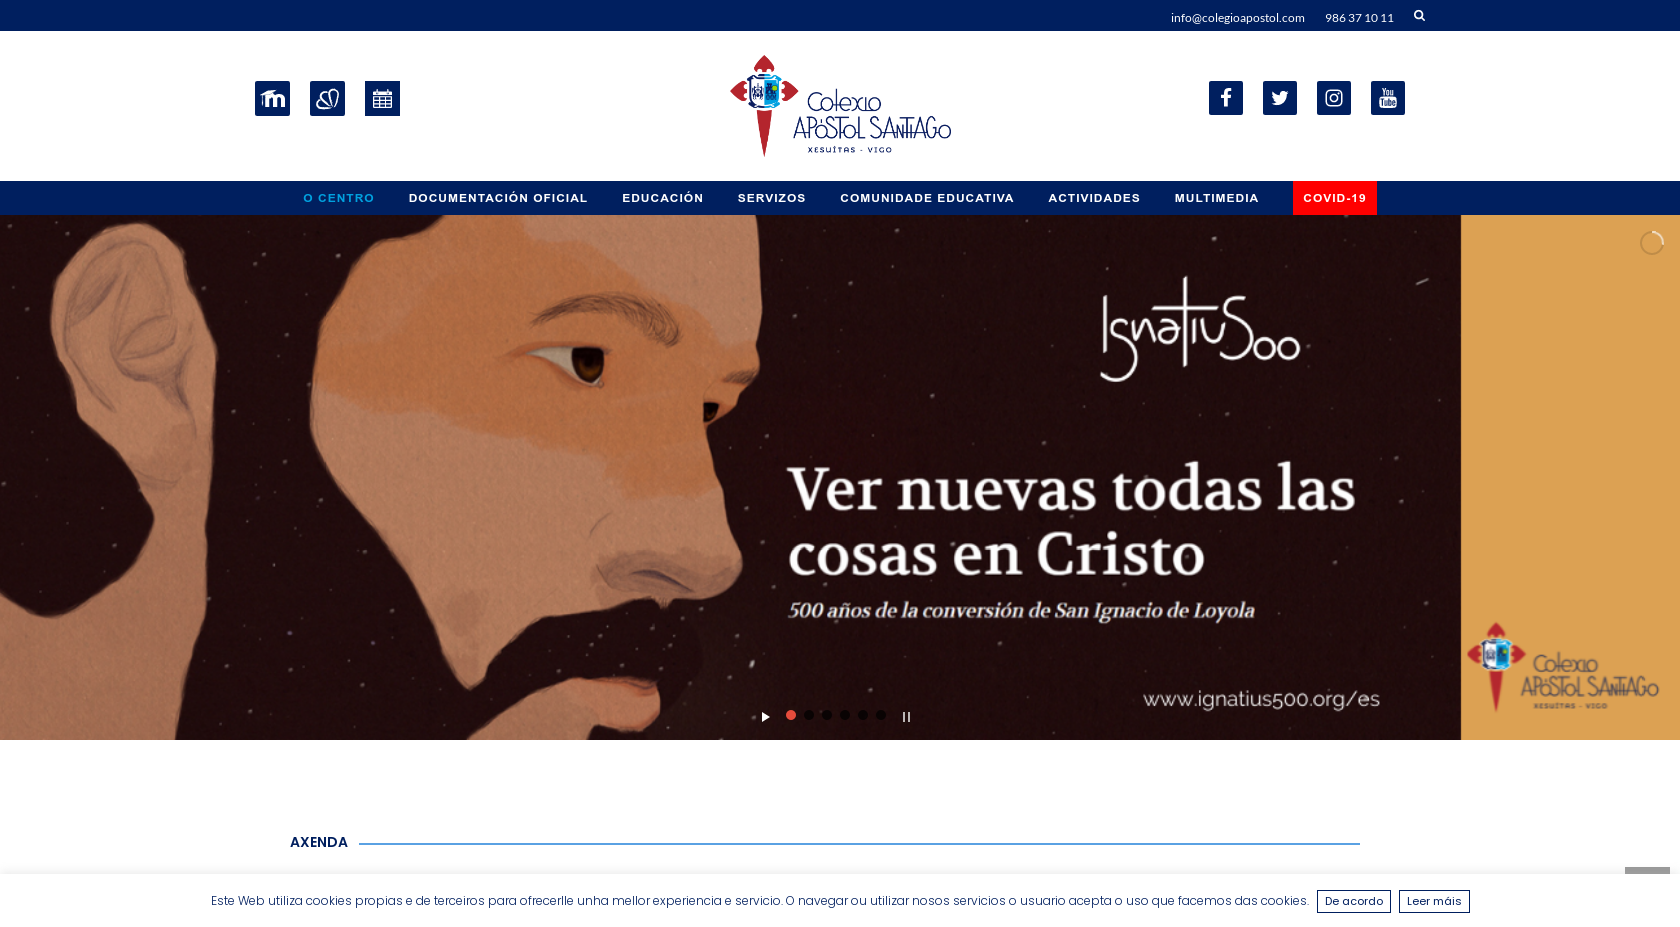 info@colegioapostol.com 986 37 10 11
Colexio
APÓSTOL SANTIAGO
XESUÍTAS - VIGO
O CENTRO DOCUMENTACIÓN OFICIAL EDUCACIÓN SERVIZOS COMUNIDADE EDUCATIVA ACTIVIDADES MULTIMEDIA COVID-19
Ignatius500
Ver nuevas todas las
cosas en Cristo
500 años de la conversión de San Ignacio de Loyola
Colexio
APÓSTOL SANTIAGO
XESUÍTAS - VIGO
www.ignatius500.org/es
AXENDA
Este Web utiliza cookies propias e de terceiros para ofrecerlle unha mellor experiencia e servicio. O navegar ou utilizar nosos servicios o usuario acepta o uso que facemos das cookies. De acordo Leer máis